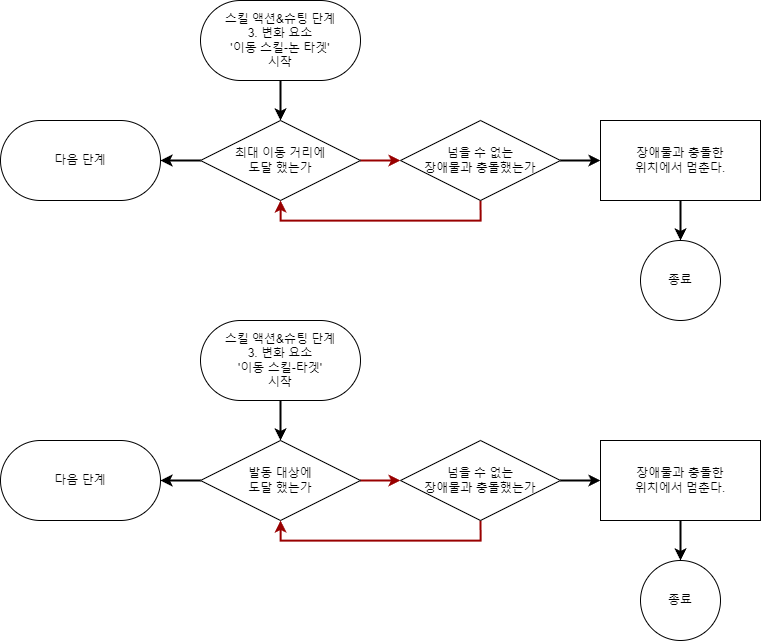 스킬 액션&슈팅 단계
3. 변화 요소
'이동 스킬-논 타겟'
시작
다음 단계
최대 이동 거리에
도달 했는가
넘을 수 없는
장애물과 충돌했는가
장애물과 충돌한
위치에서 멈춘다.
종료
스킬 액션&슈팅 단계
3. 변화 요소
'이동 스킬-타겟'
시작
다음 단계
발동 대상에
도달 했는가
넘을 수 없는
장애물과 충돌했는가
장애물과 충돌한
위치에서 멈춘다.
종료